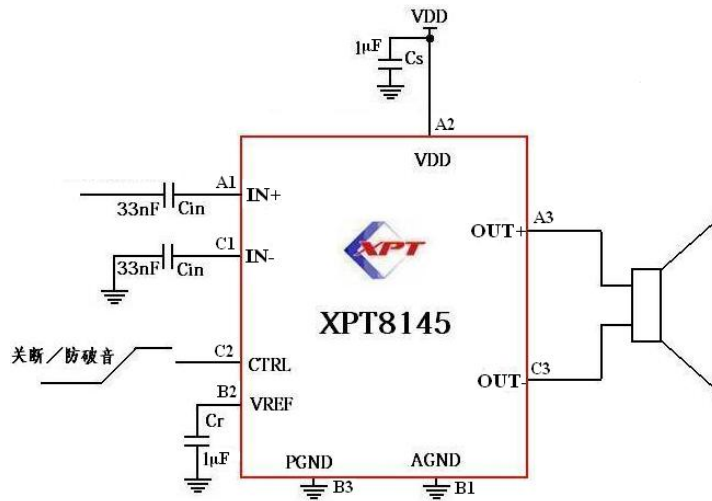 VDD
1μF
Cs
A2
VDD
A1
IN+
33nF
Cin
C1
IN-
33nF
Cin
XPT
XPT8145
OUT+
A3
关断/防破音
C2
CTRL
B2
VREF
Cr
1μF
OUT-
C3
PGND
B3
AGND
B1